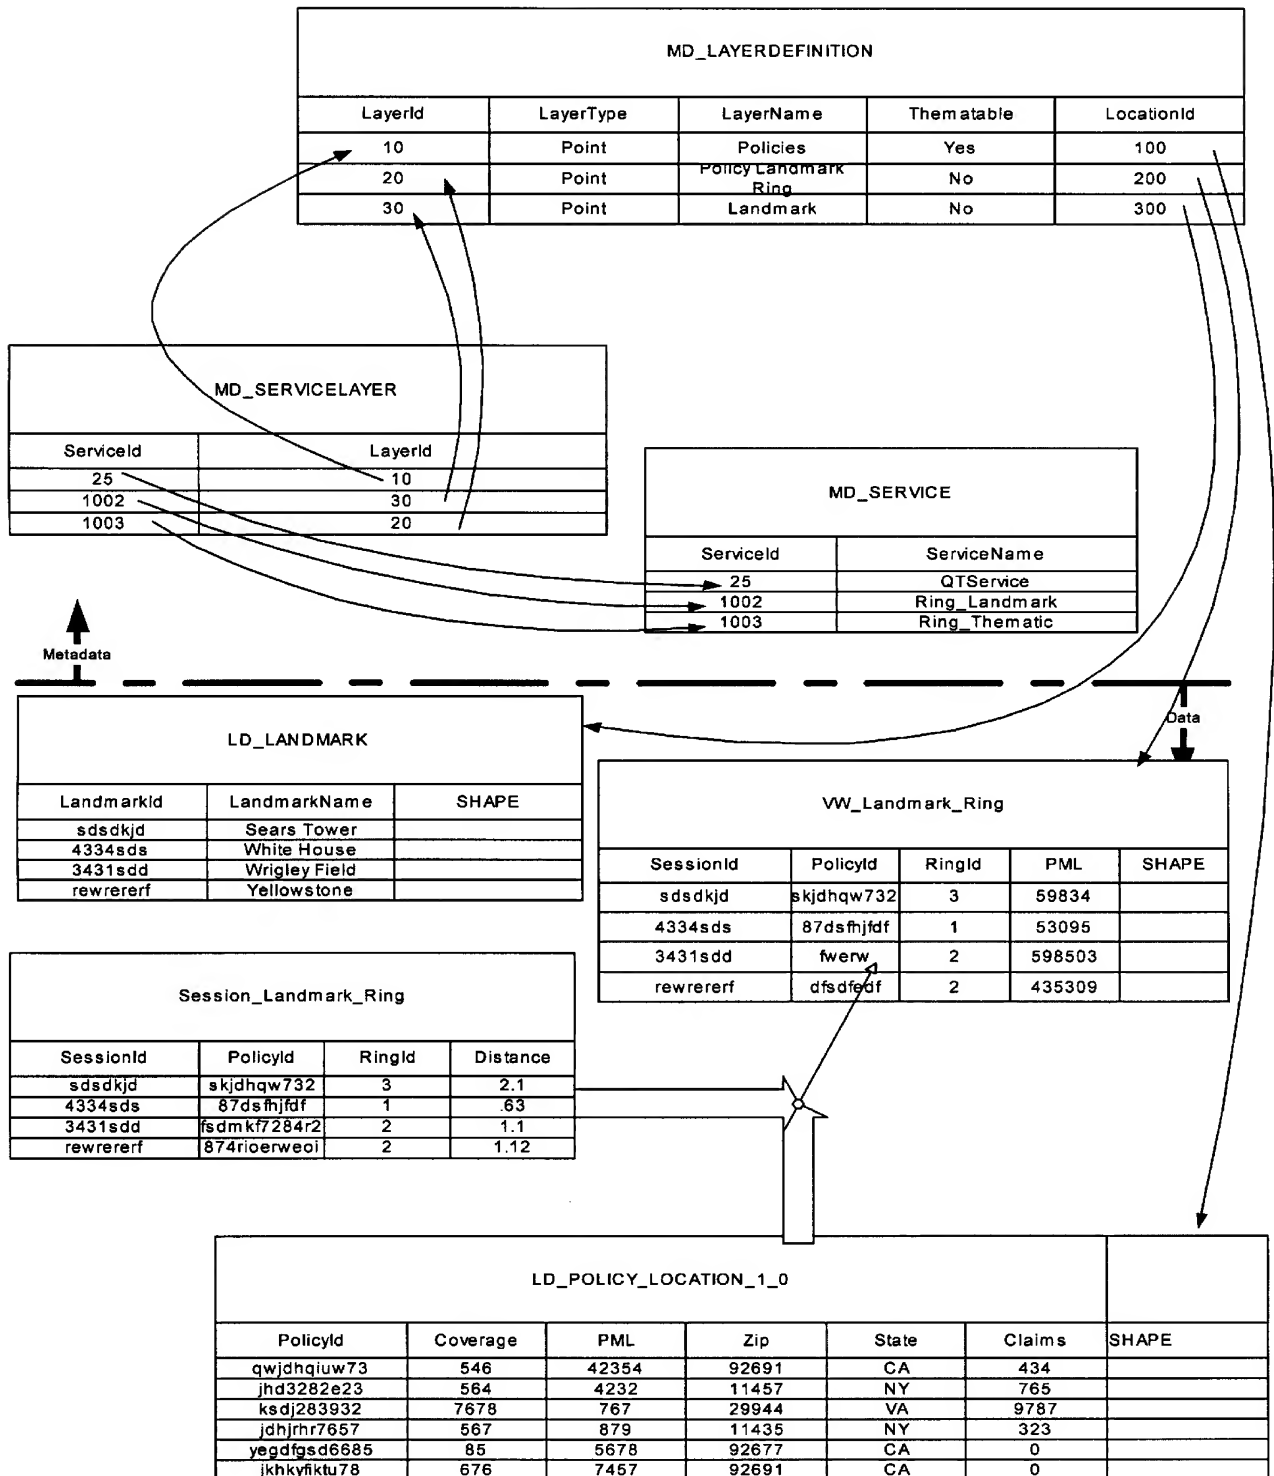 MD_LAYERDEFINITION
LayerId LayerType LayerName Thematable LocationId
10 Point Policies Yes 100
20 Point Policy Landmark Ring No 200
30 Point Landmark No 300
MD_SERVICELAYER
ServiceId LayerId
25 10
1002 30
1003 20
MD_SERVICE
ServiceId ServiceName
25 QTService
1002 Ring_Landmark
1003 Ring_Thematic
Metadata
Data
LD_LANDMARK
LandmarkId LandmarkName SHAPE
sdsdkjd Sears Tower
4334sds White House
3431sdd Wrigley Field
rewrererf Yellowstone
VW_Landmark_Ring
SessionId PolicyId RingId PML SHAPE
sdsdkjd skjdhqw732 3 59834
4334sds 87dsfhjfdf 1 53095
3431sdd fwerw 2 598503
rewrererf dfsdfedf 2 435309
Session_Landmark_Ring
SessionId PolicyId RingId Distance
sdsdkjd skjdhqw732 3 2.1
4334sds 87dsfhjfdf 1 .63
3431sdd fsdmkf7284r2 2 1.1
rewrererf 874rioerweoi 2 1.12
LD_POLICY_LOCATION_1_0
PolicyId Coverage PML Zip State Claims SHAPE
qwjdhqiuw73 546 42354 92691 CA 434
jhd3282e23 564 4232 11457 NY 765
ksdj283932 7678 767 29944 VA 9787
jdhjrhr7657 567 879 11435 NY 323
yegdfgsd6685 85 5678 92677 CA 0
jkhkyfiktu78 676 7457 92691 CA 0